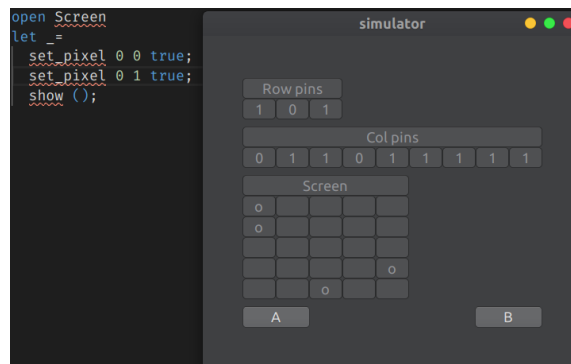 open Screen
let _=
set_pixel 0 0 true;
set_pixel 0 1 true;
show ();
simulator
Row pins
1 0 1
Col pins
0 1 1 0 1 1 1 1 1
Screen
o
o
o
o
A B